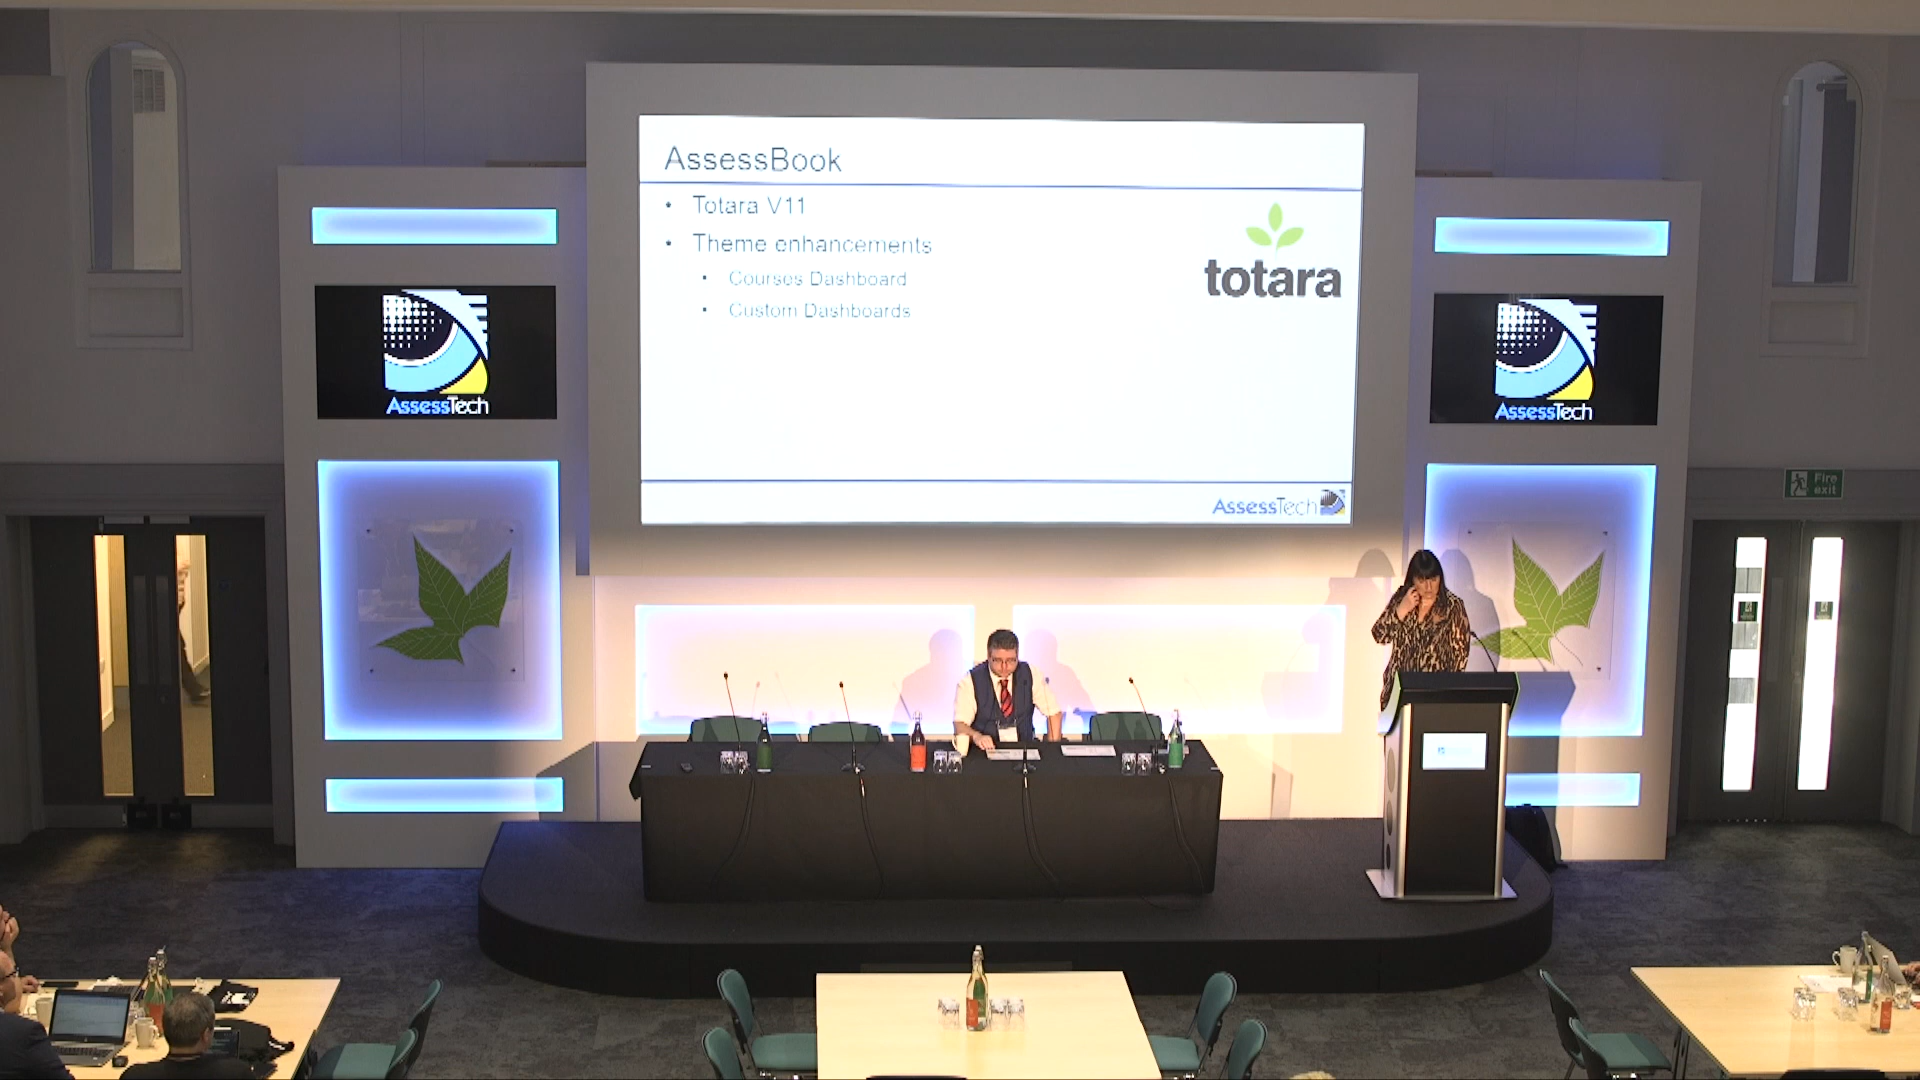 AssessBook
• Totara V11
• Theme enhancements
• Courses Dashboard
• Custom Dashboards
totara
AssessTech
AssessTech
AssessTech
Fire
exit